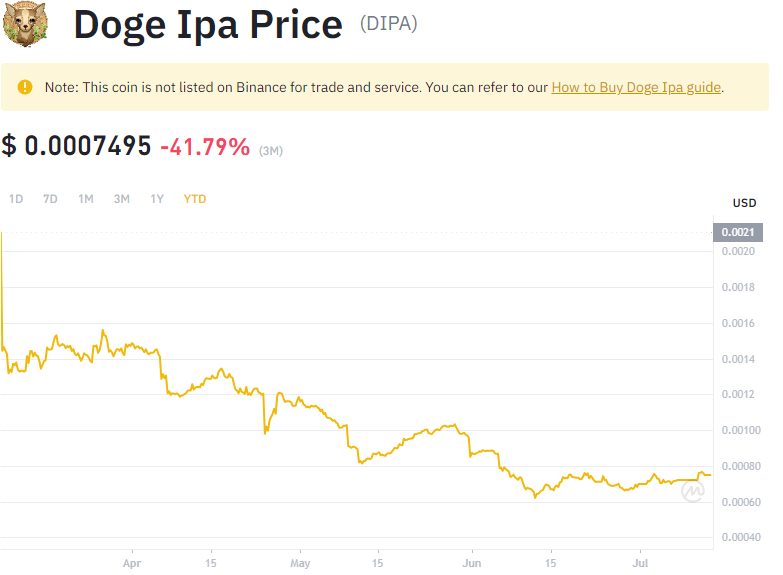 Doge Ipa Price (DIPA)
Note: This coin is not listed on Binance for trade and service. You can refer to our How to Buy Doge Ipa guide.
$ 0.0007495 -41.79% (3M)
1D 7D 1M 3M 1Y YTD
USD
0.0021
0.0020
0.0018
0.0016
0.0014
0.0012
0.00100
0.00080
0.00060
0.00040
Apr 15 May 15 Jun 15 Jul